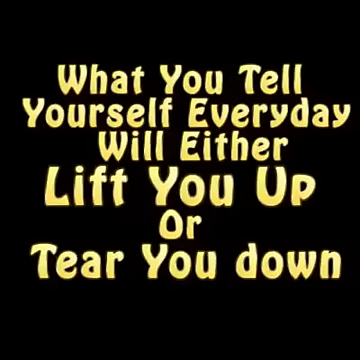 What You Tell
Yourself Everyday
Will Either
Lift You Up
Or
Tear You down